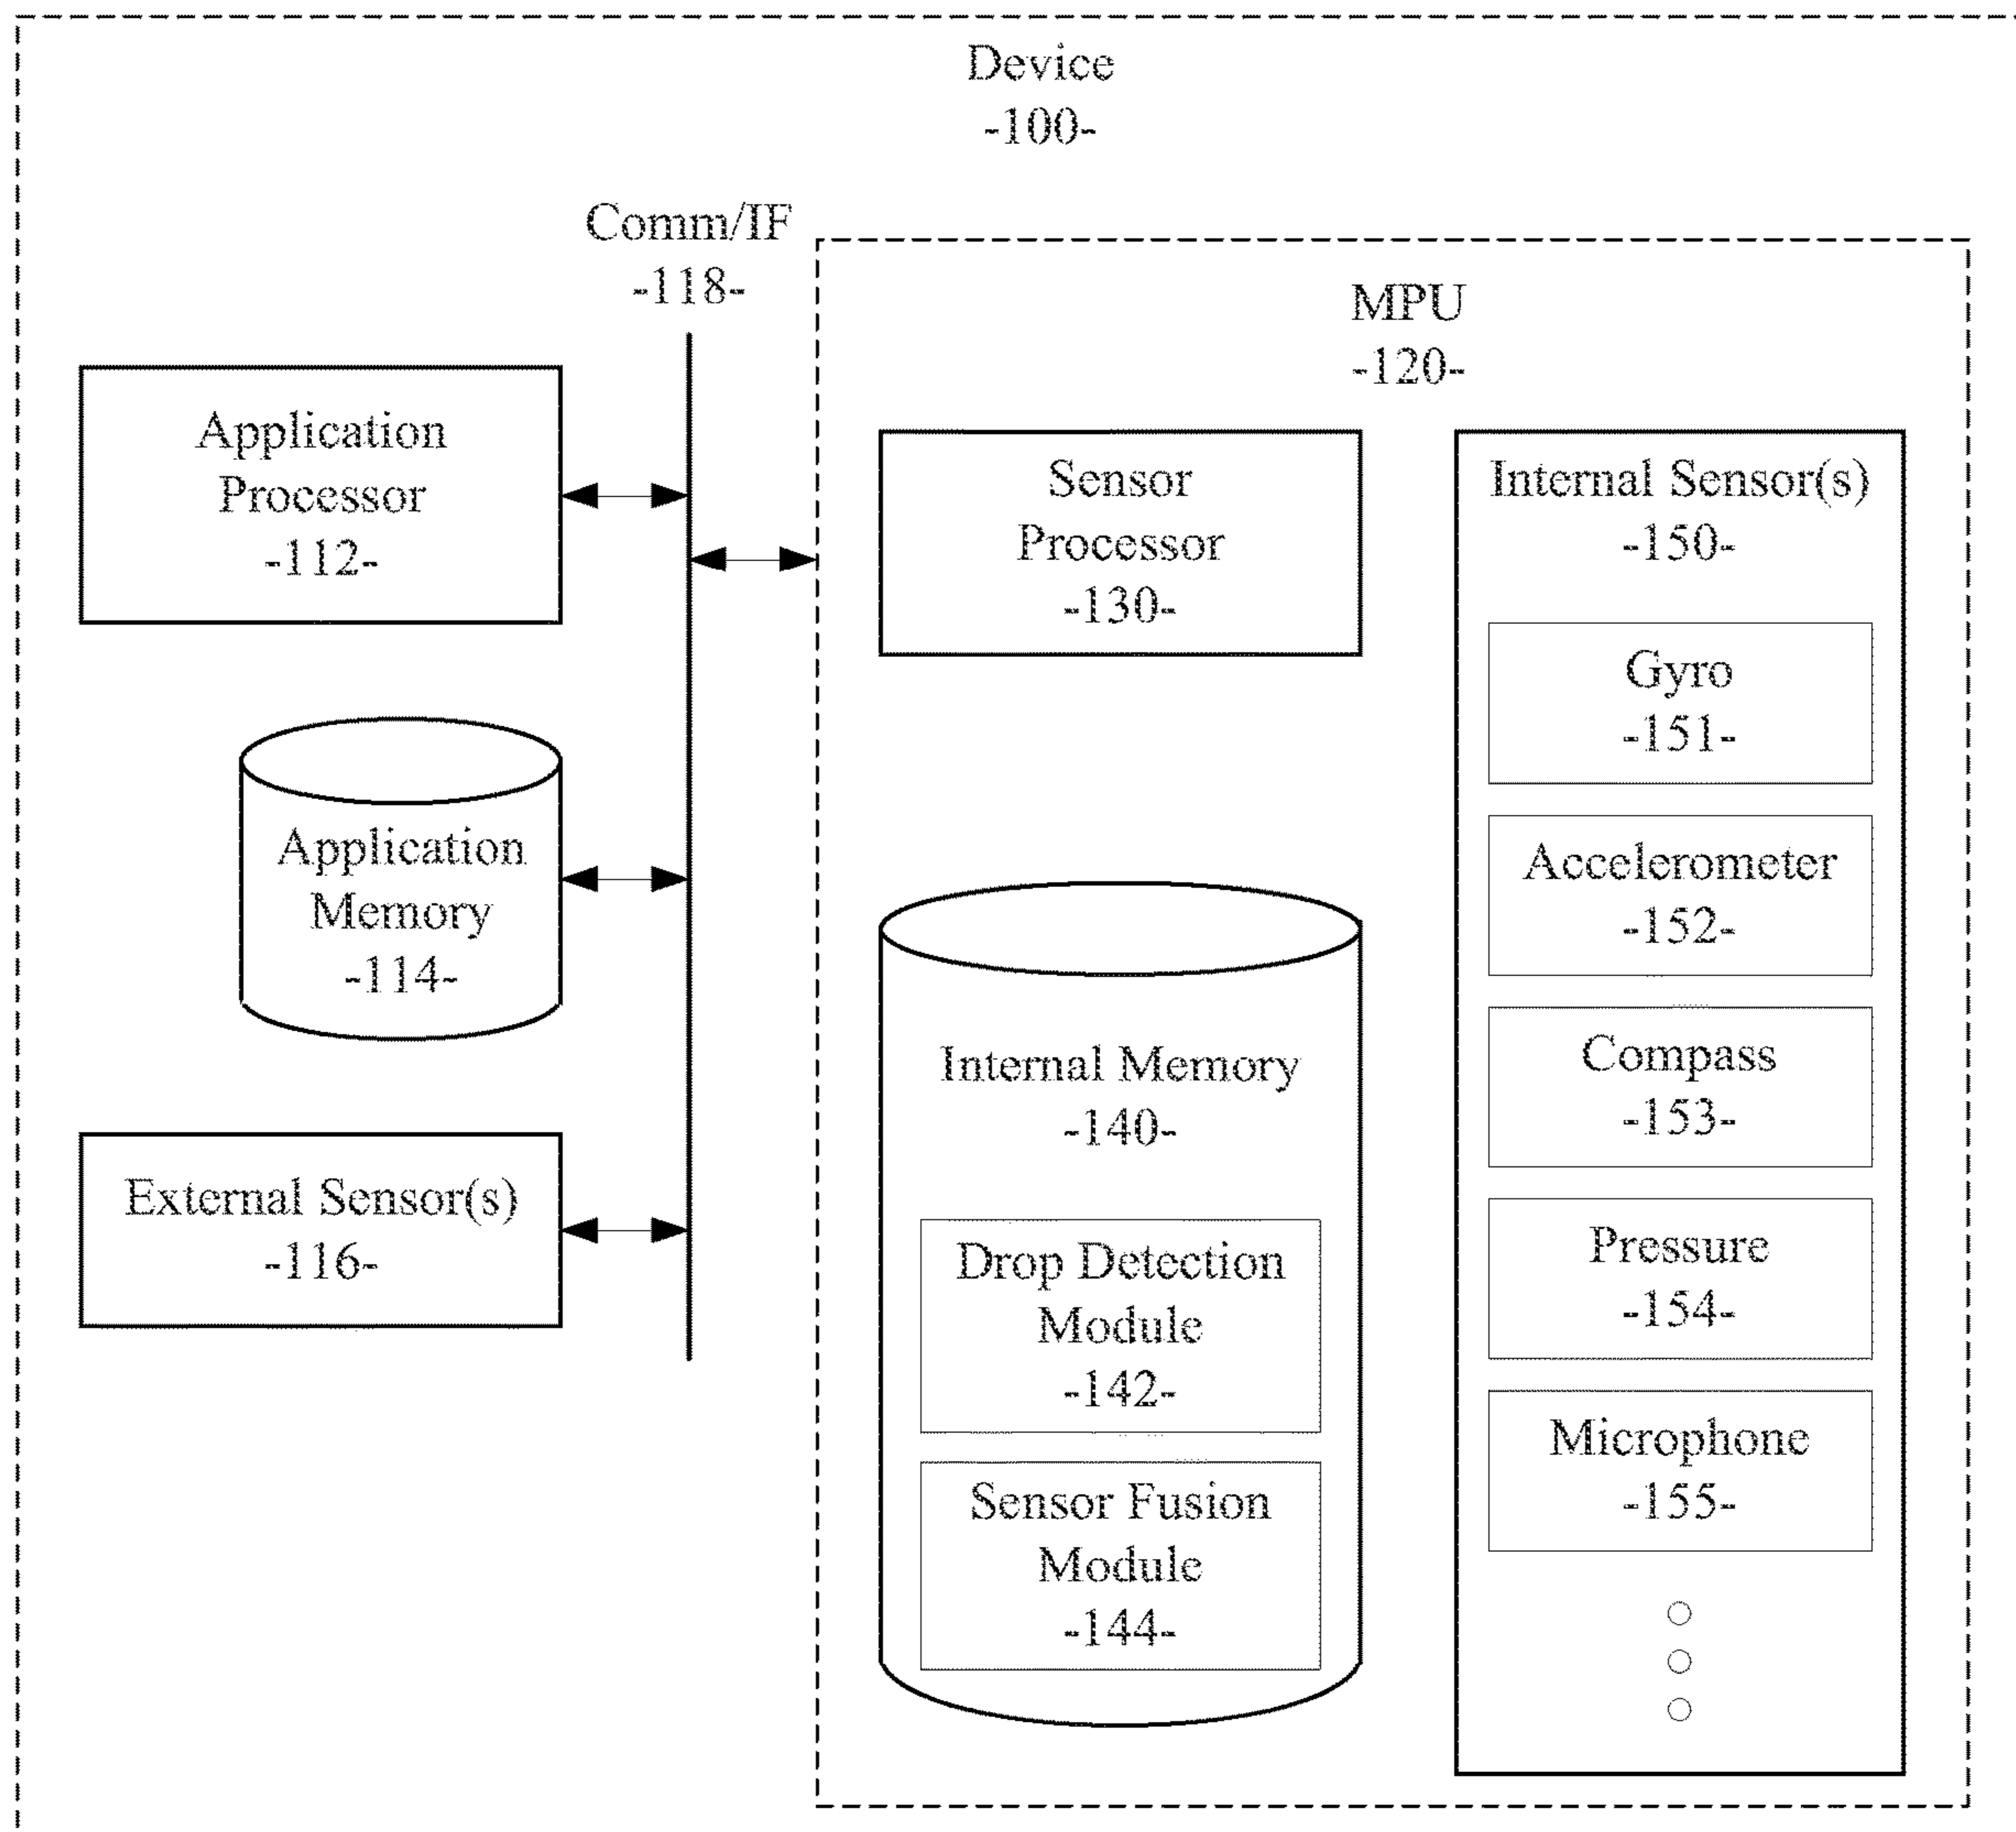 Device
-100-
Comm/IF
-118-
Application
Processor
-112-
Application
Memory
-114-
External Sensor(s)
-116-
MPU
-120-
Sensor
Processor
-130-
Internal Memory
-140-
Drop Detection
Module
-142-
Sensor Fusion
Module
-144-
Internal Sensor(s)
-150-
Gyro
-151-
Accelerometer
-152-
Compass
-153-
Pressure
-154-
Microphone
-155-